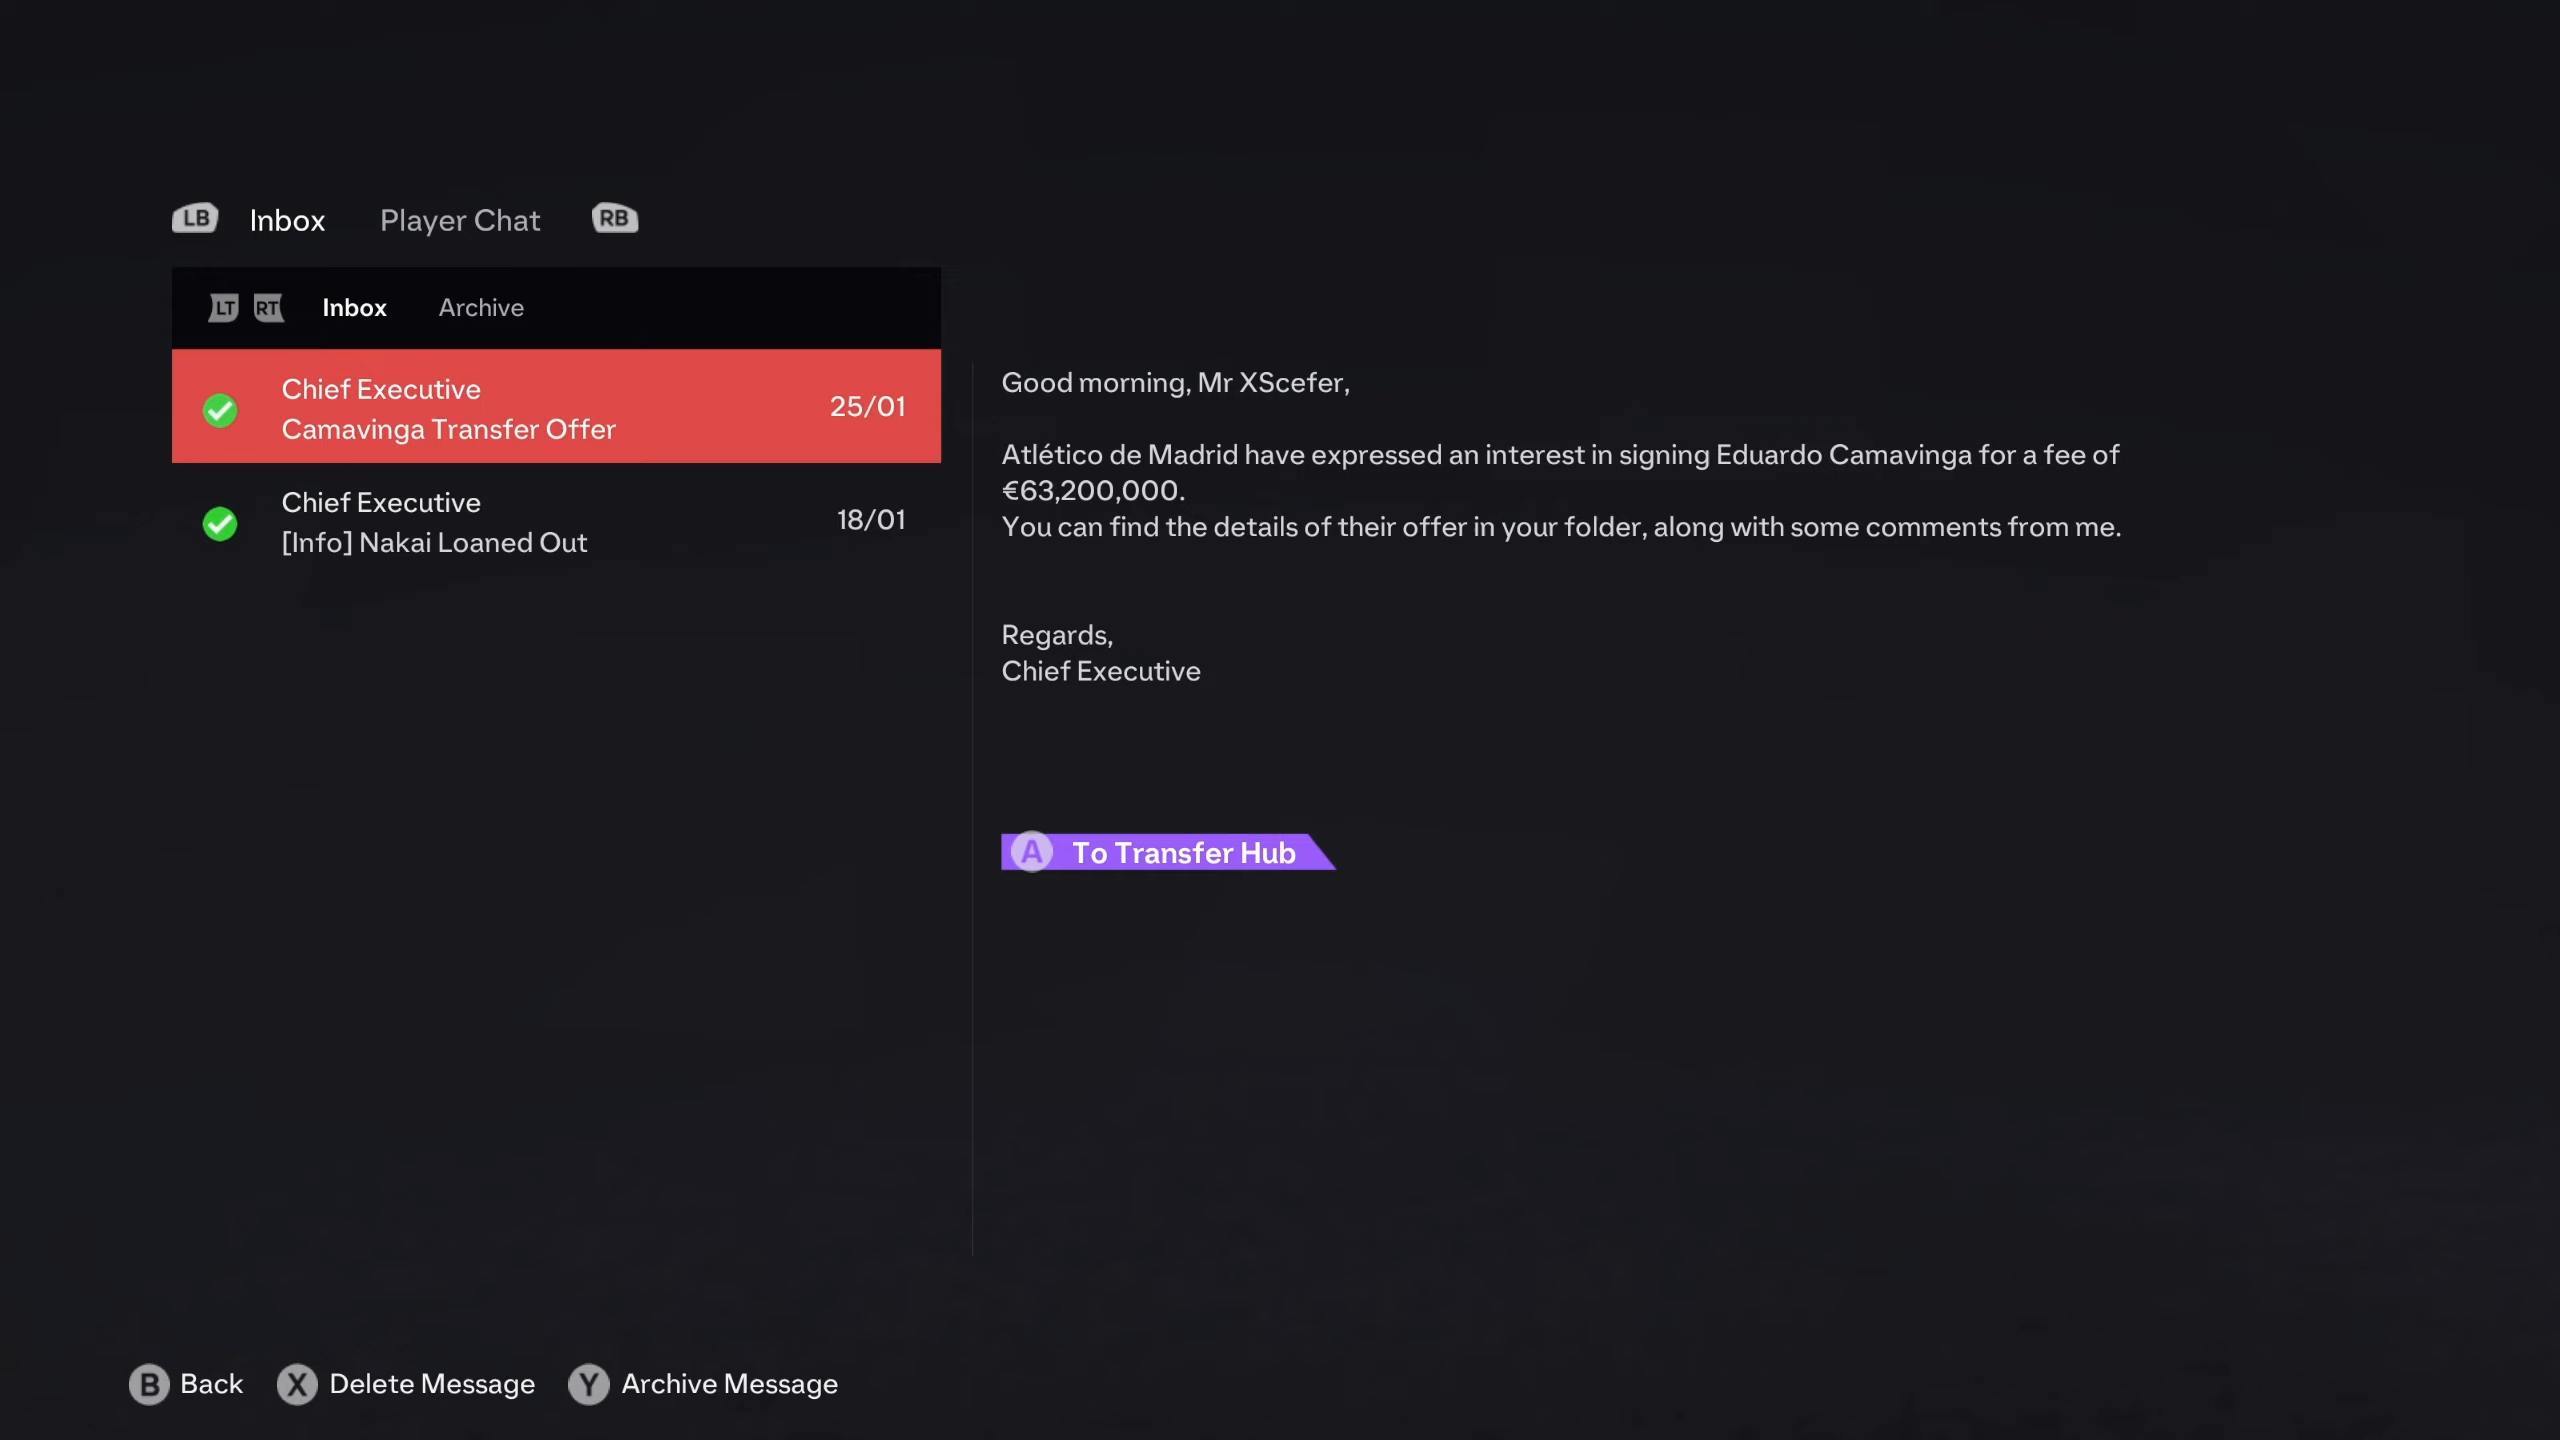 LB Inbox Player Chat RB
LT RT Inbox Archive
Chief Executive
Camavinga Transfer Offer
25/01
Chief Executive
[Info] Nakai Loaned Out
18/01
Good morning, Mr XScefer,
Atlético de Madrid have expressed an interest in signing Eduardo Camavinga for a fee of
€63,200,000.
You can find the details of their offer in your folder, along with some comments from me.
Regards,
Chief Executive
A To Transfer Hub
B Back X Delete Message Y Archive Message